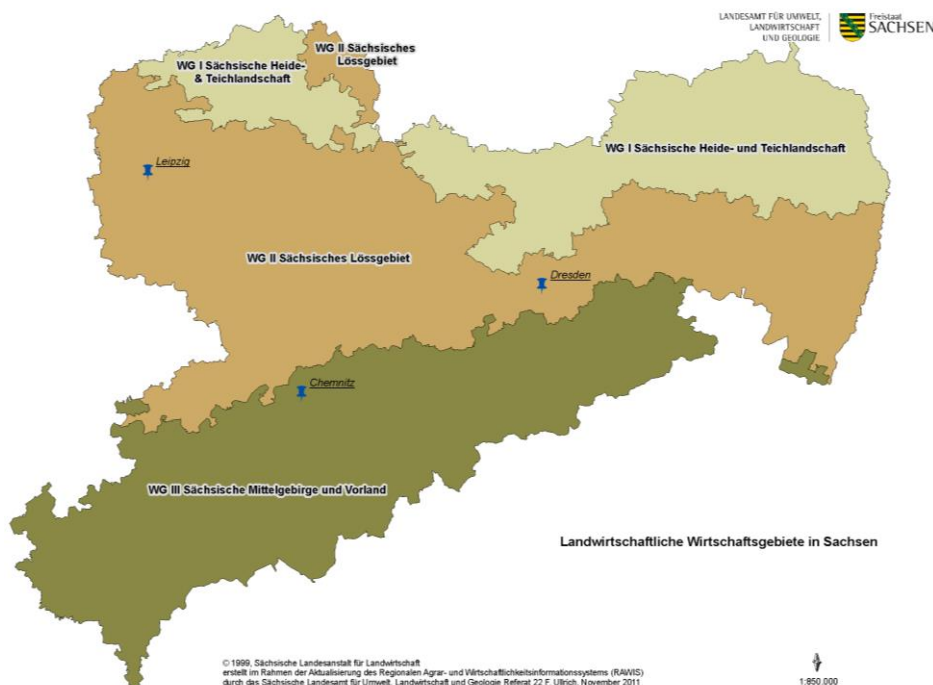 LANDESAMT FÜR UMWELT,
LANDWIRTSCHAFT
UND GEOLOGIE
Freistaat
SACHSEN
WG II Sächsisches
Lössgebiet
WG I Sächsische Heide-
& Teichlandschaft
WG I Sächsische Heide- und Teichlandschaft
Leipzig
WG II Sächsisches Lössgebiet
Dresden
Chemnitz
WG III Sächsische Mittelgebirge und Vorland
Landwirtschaftliche Wirtschaftsgebiete in Sachsen
© 1999, Sächsische Landesanstalt für Landwirtschaft
erstellt im Rahmen der Aktualisierung des Regionalen Agrar- und Wirtschaftlichkeitsinformationssystems (RAWIS)
durch das Sächsische Landesamt für Umwelt, Landwirtschaft und Geologie Referat 22 F. Ullrich, November 2011
1:850.000